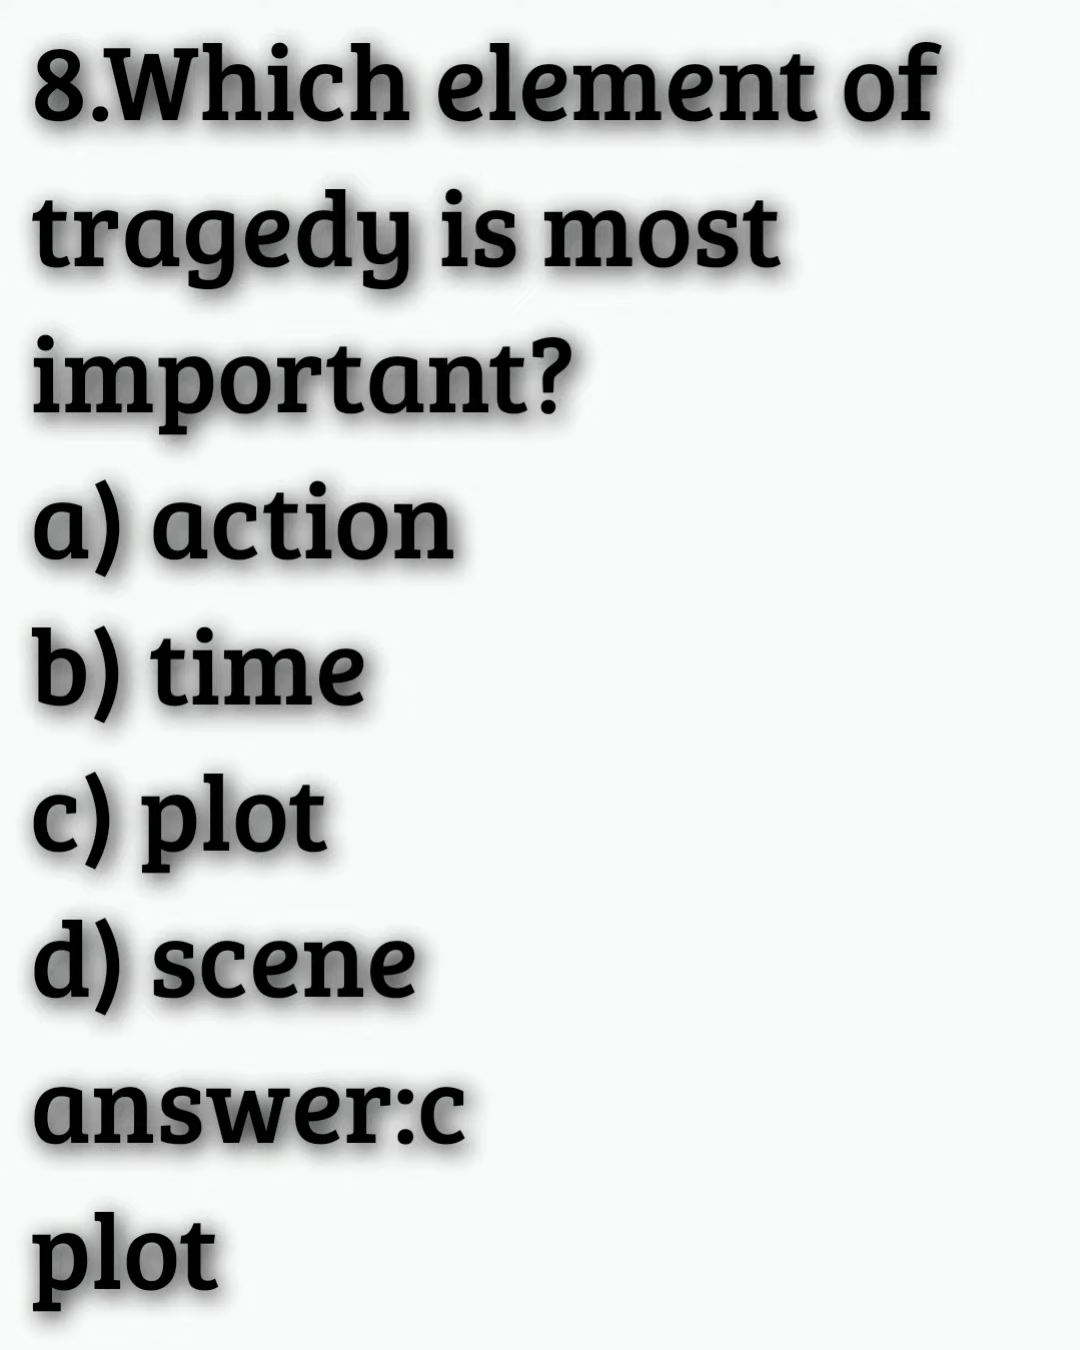 8.Which element of
tragedy is most
important?
a) action
b) time
c) plot
d) scene
answer:c
plot